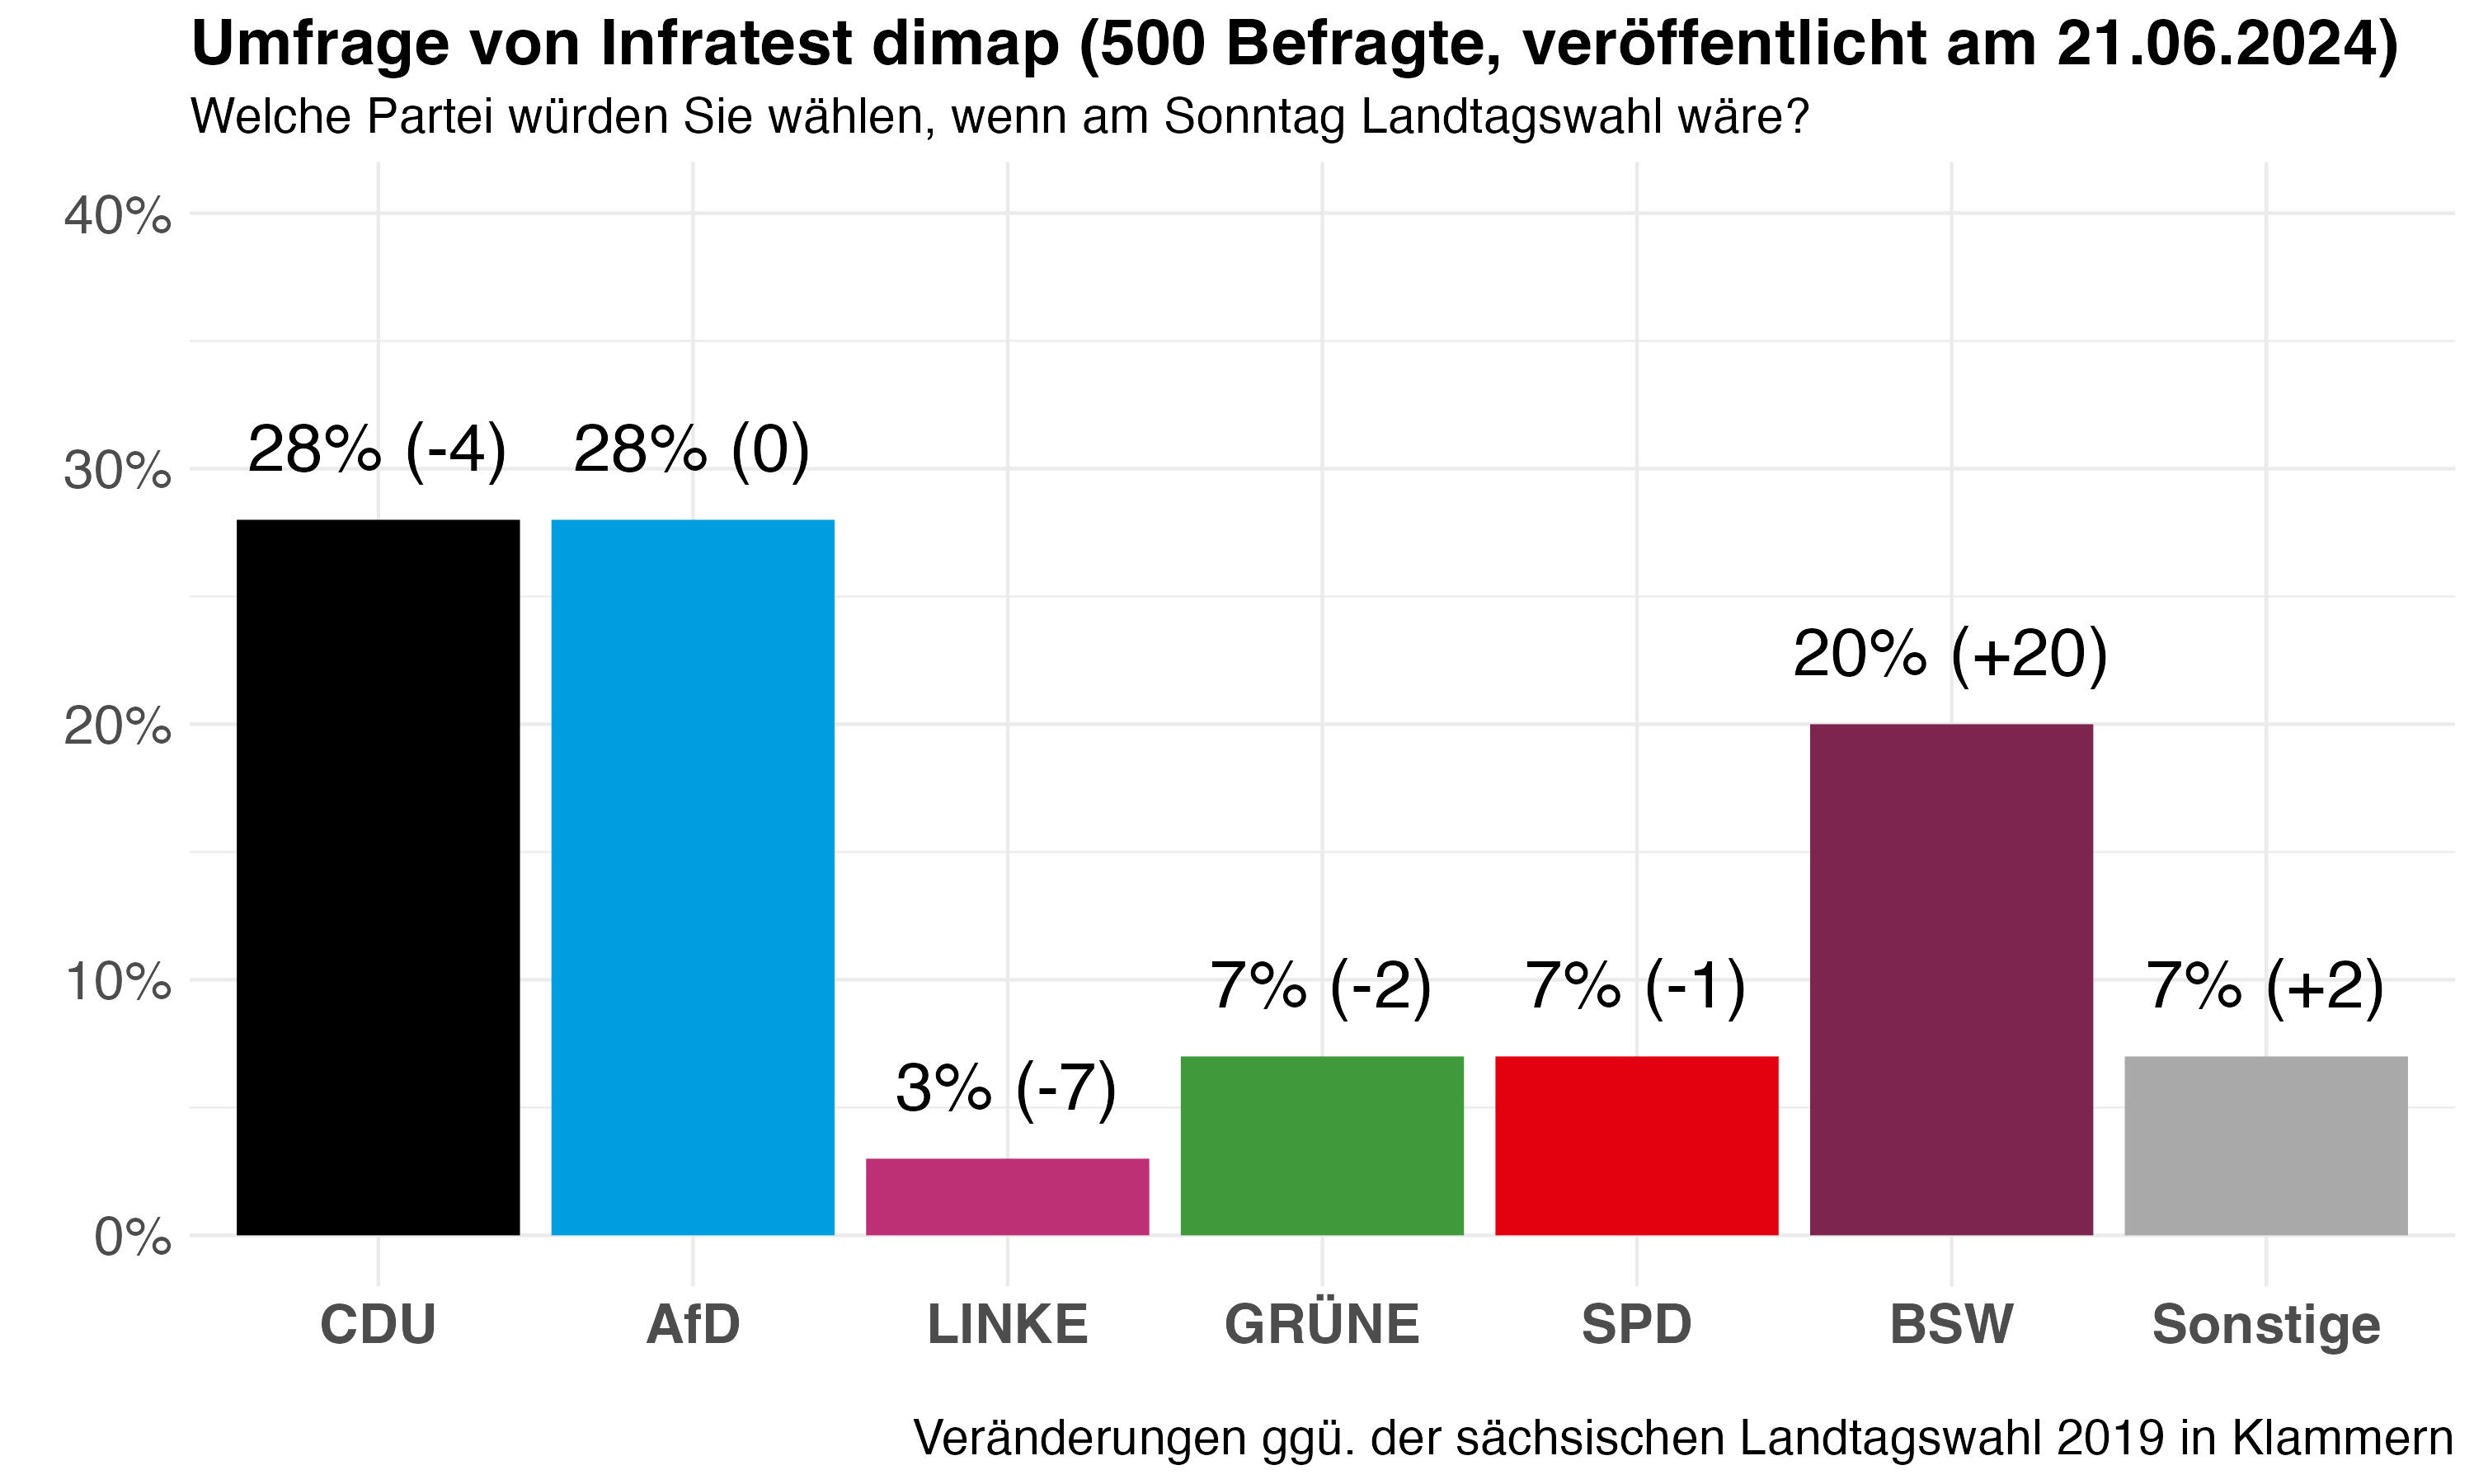 Umfrage von Infratest dimap (500 Befragte, veröffentlicht am 21.06.2024)
Welche Partei würden Sie wählen, wenn am Sonntag Landtagswahl wäre?
40%
30%
20%
10%
0%
28% (-4)
28% (0)
3% (-7)
7% (-2)
7% (-1)
20% (+20)
7% (+2)
CDU
AfD
LINKE
GRÜNE
SPD
BSW
Sonstige
Veränderungen ggü. der sächsischen Landtagswahl 2019 in Klammern